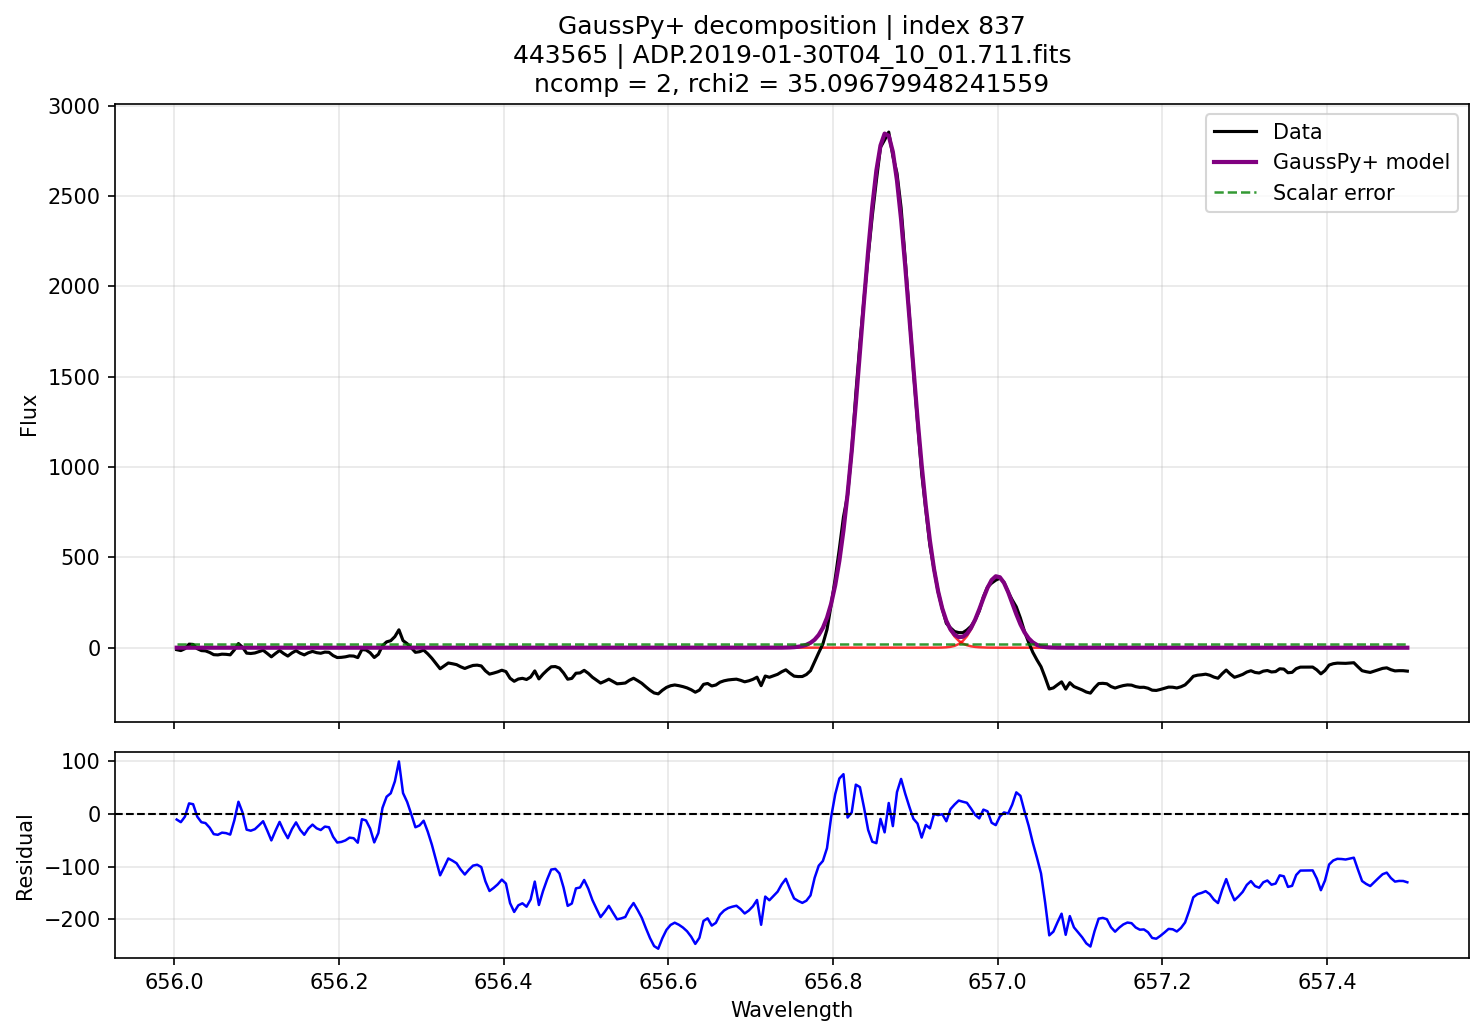 GaussPy+ decomposition | index 837
443565 | ADP.2019-01-30T04_10_01.711.fits
ncomp = 2, rchi2 = 35.09679948241559
3000
2500
2000
1500
1000
500
0
Flux
Data
GaussPy+ model
Scalar error
100
0
−100
−200
Residual
656.0 656.2 656.4 656.6 656.8 657.0 657.2 657.4
Wavelength